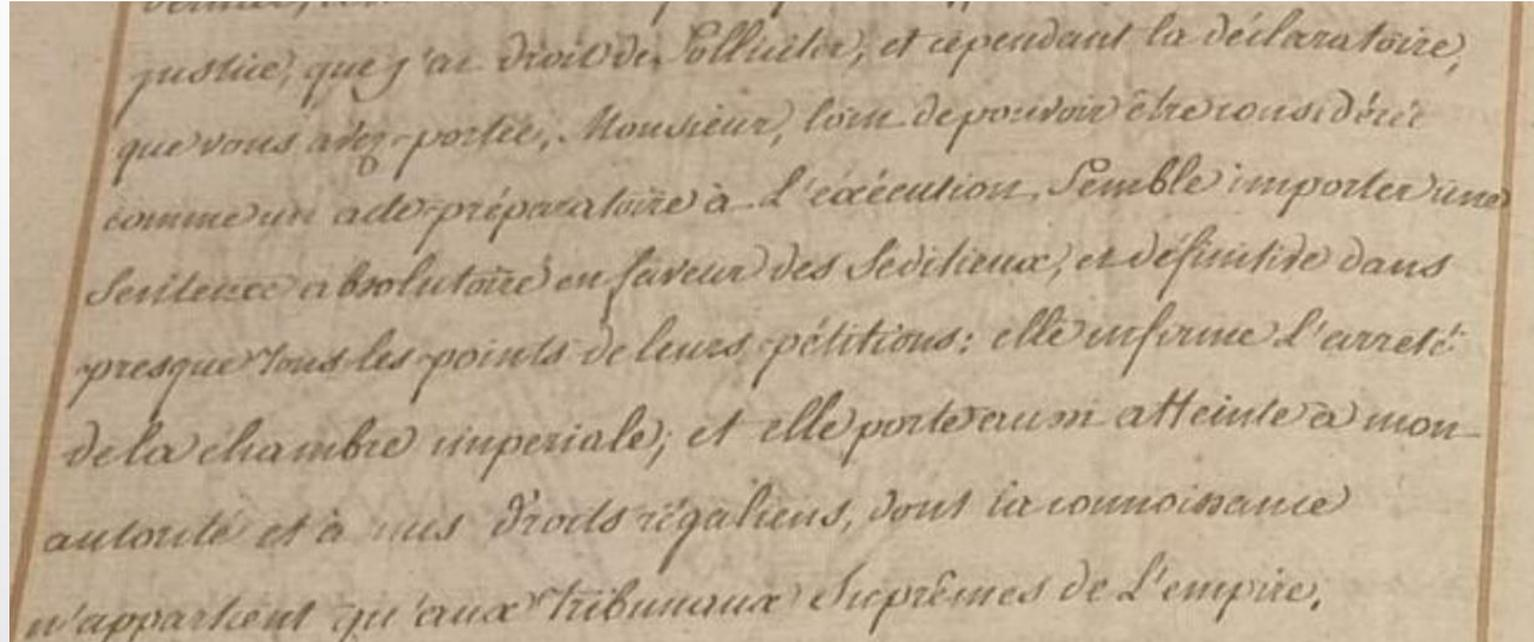 justice, que j'ai droit de Solliciter, et cependant la déclaratoire,
que vous avez portée, Monsieur, loin de pouvoir être considérée
comme un acte préparatoire à L'exécution, Semble importer une
Sentence absolutoire en faveur des Séditieux, et définitive dans
presque tous les points de leurs pétitions: elle infirme L'arreté
de la chambre imperiale; et elle porte aussi atteinte à mon
autorité et à mes droits régaliens, dont la connoissance
n'appartient qu'aux tribunaux Suprêmes de L'empire.